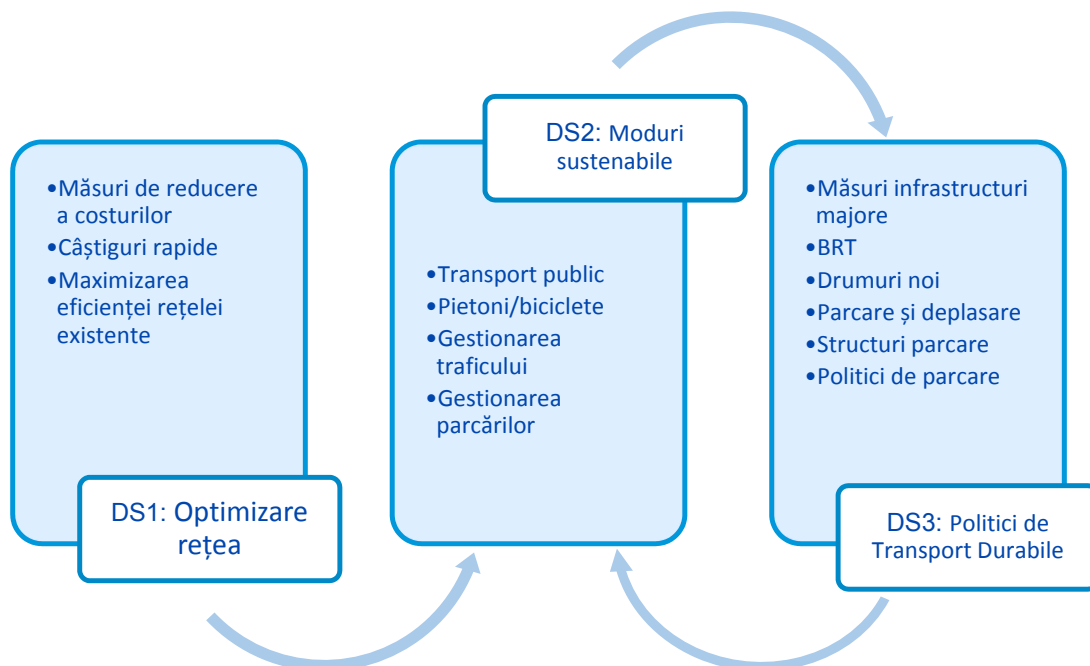 •Măsuri de reducere
a costurilor
•Câștiguri rapide
•Maximizarea
eficienței rețelei
existente
DS1: Optimizare
rețea
DS2: Moduri
sustenabile
•Transport public
•Pietoni/biciclete
•Gestionarea
traficului
•Gestionarea
parcărilor
•Măsuri infrastructuri
majore
•BRT
•Drumuri noi
•Parcare și deplasare
•Structuri parcare
•Politici de parcare
DS3: Politici de
Transport Durabile